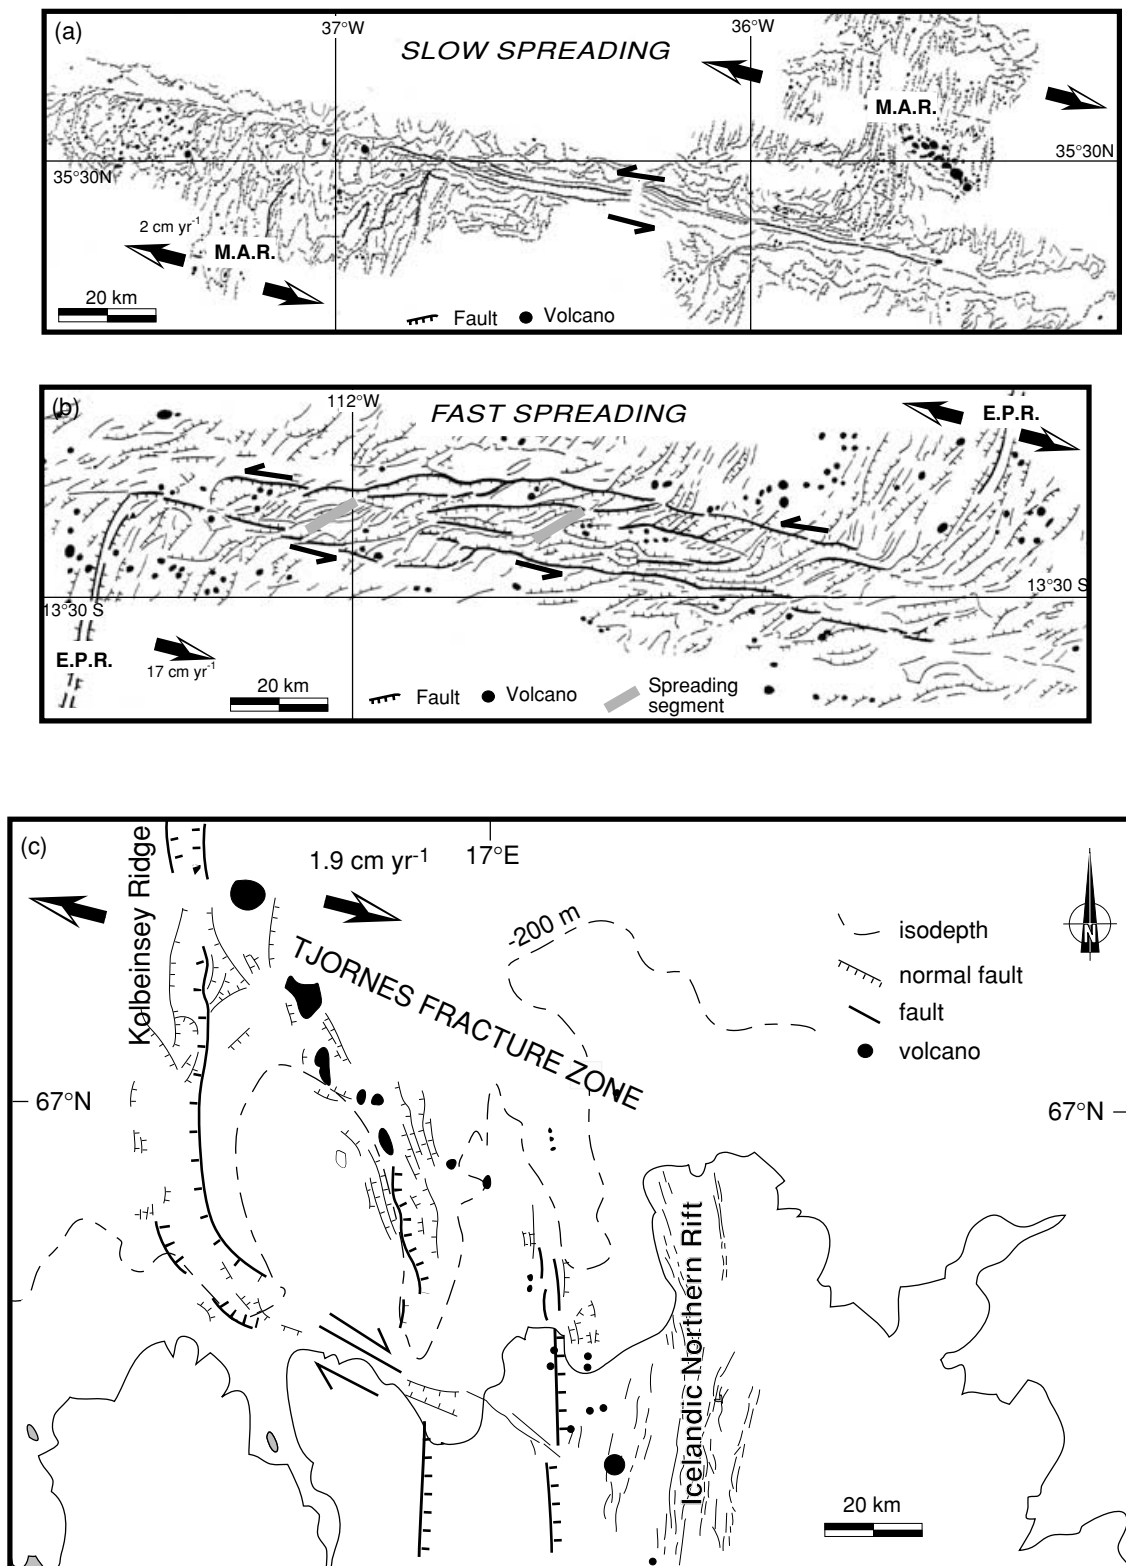 (a)
37°W
36°W
SLOW SPREADING
M.A.R.
35°30N
35°30N
2 cm yr-1
M.A.R.
20 km
Fault
Volcano
(b)
112°W
FAST SPREADING
E.P.R.
13°30 S
13°30 S
E.P.R.
17 cm yr-1
20 km
Fault
Volcano
Spreading
segment
(c)
Kolbeinsey Ridge
1.9 cm yr-1
17°E
N
-200 m
isodepth
TJORNES FRACTURE ZONE
normal fault
fault
volcano
67°N
67°N
Icelandic Northern Rift
20 km